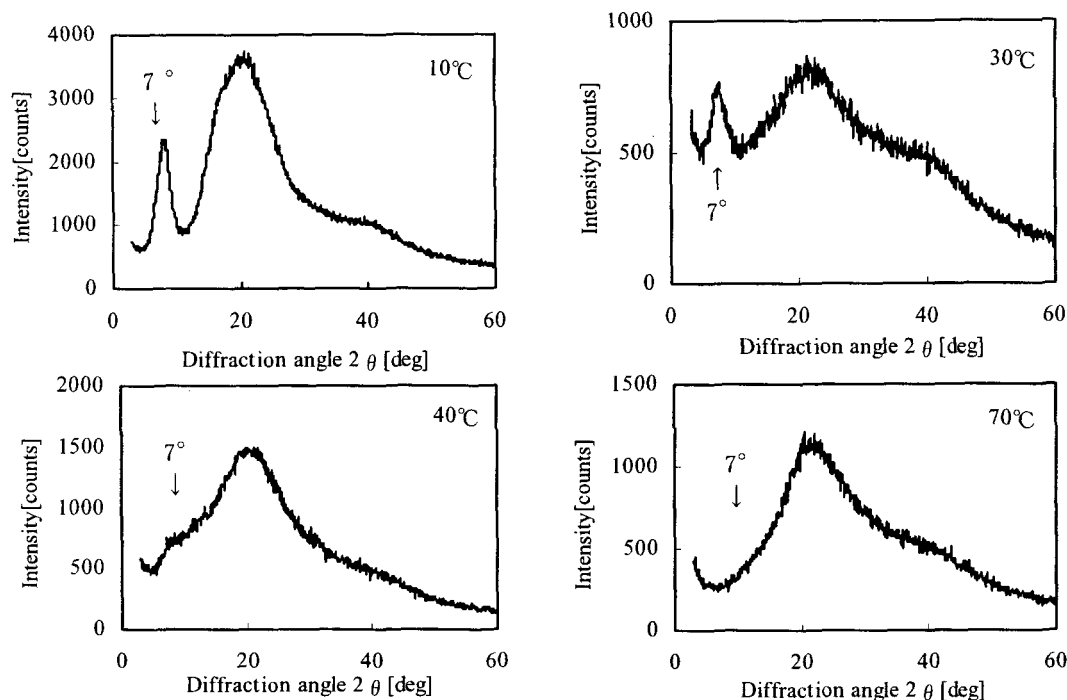 4000
3000
2000
1000
0
Intensity[counts]
10℃
7 °
↓
0 20 40 60
Diffraction angle 2 θ [deg]
1000
500
0
Intensity[counts]
30℃
↑
7°
0 20 40 60
Diffraction angle 2 θ [deg]
2000
1500
1000
500
0
Intensity[counts]
40℃
7°
↓
0 20 40 60
Diffraction angle 2 θ [deg]
1500
1000
500
0
Intensity[counts]
70℃
7°
↓
0 20 40 60
Diffraction angle 2 θ [deg]